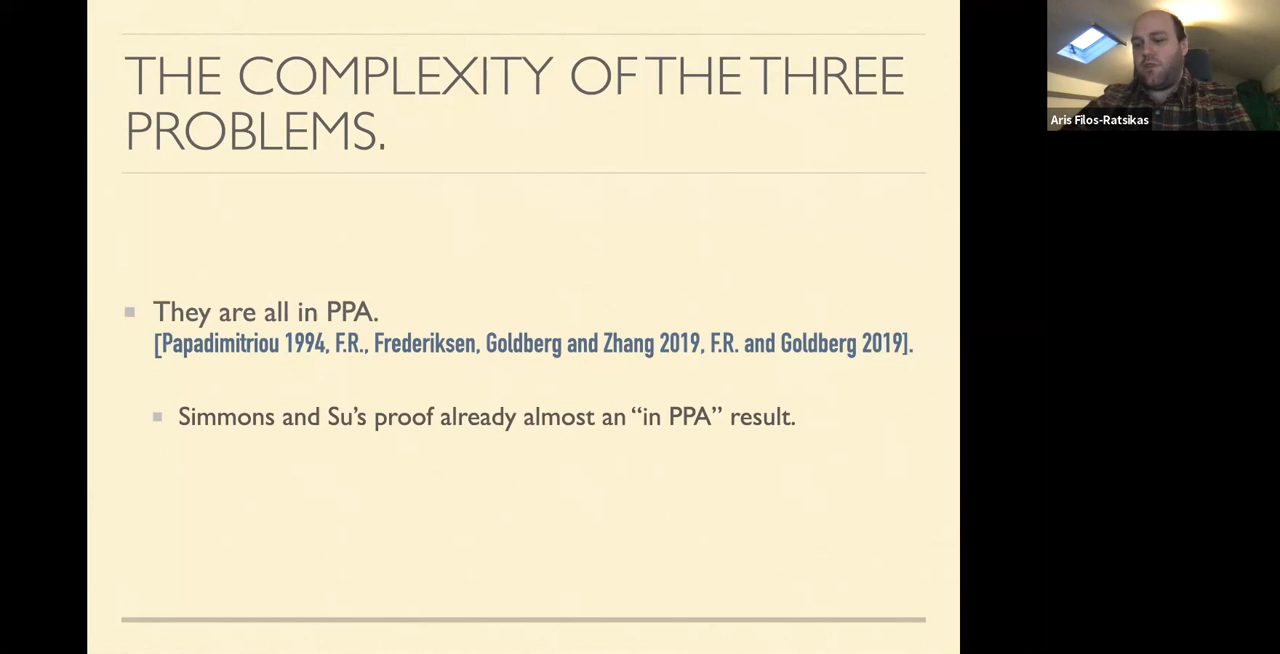 THE COMPLEXITY OF THE THREE
PROBLEMS.
Aris Filos-Ratsikas
They are all in PPA.
[Papadimitriou 1994, F.R., Frederiksen, Goldberg and Zhang 2019, F.R. and Goldberg 2019].
Simmons and Su's proof already almost an “in PPA” result.